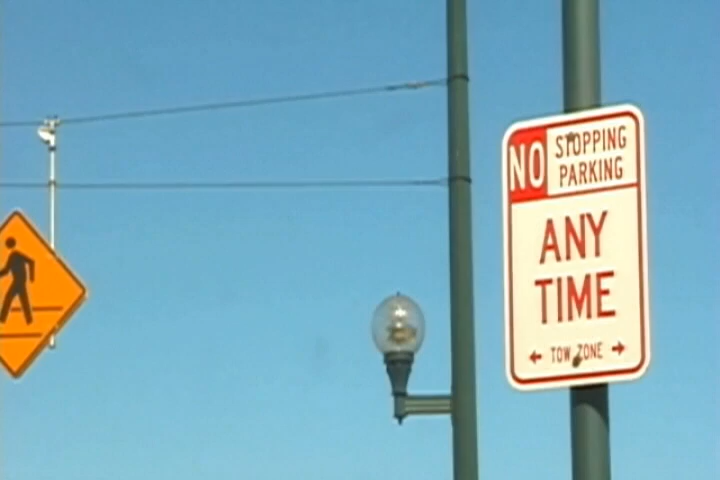 NO STOPPING
PARKING
ANY
TIME
TOW ZONE